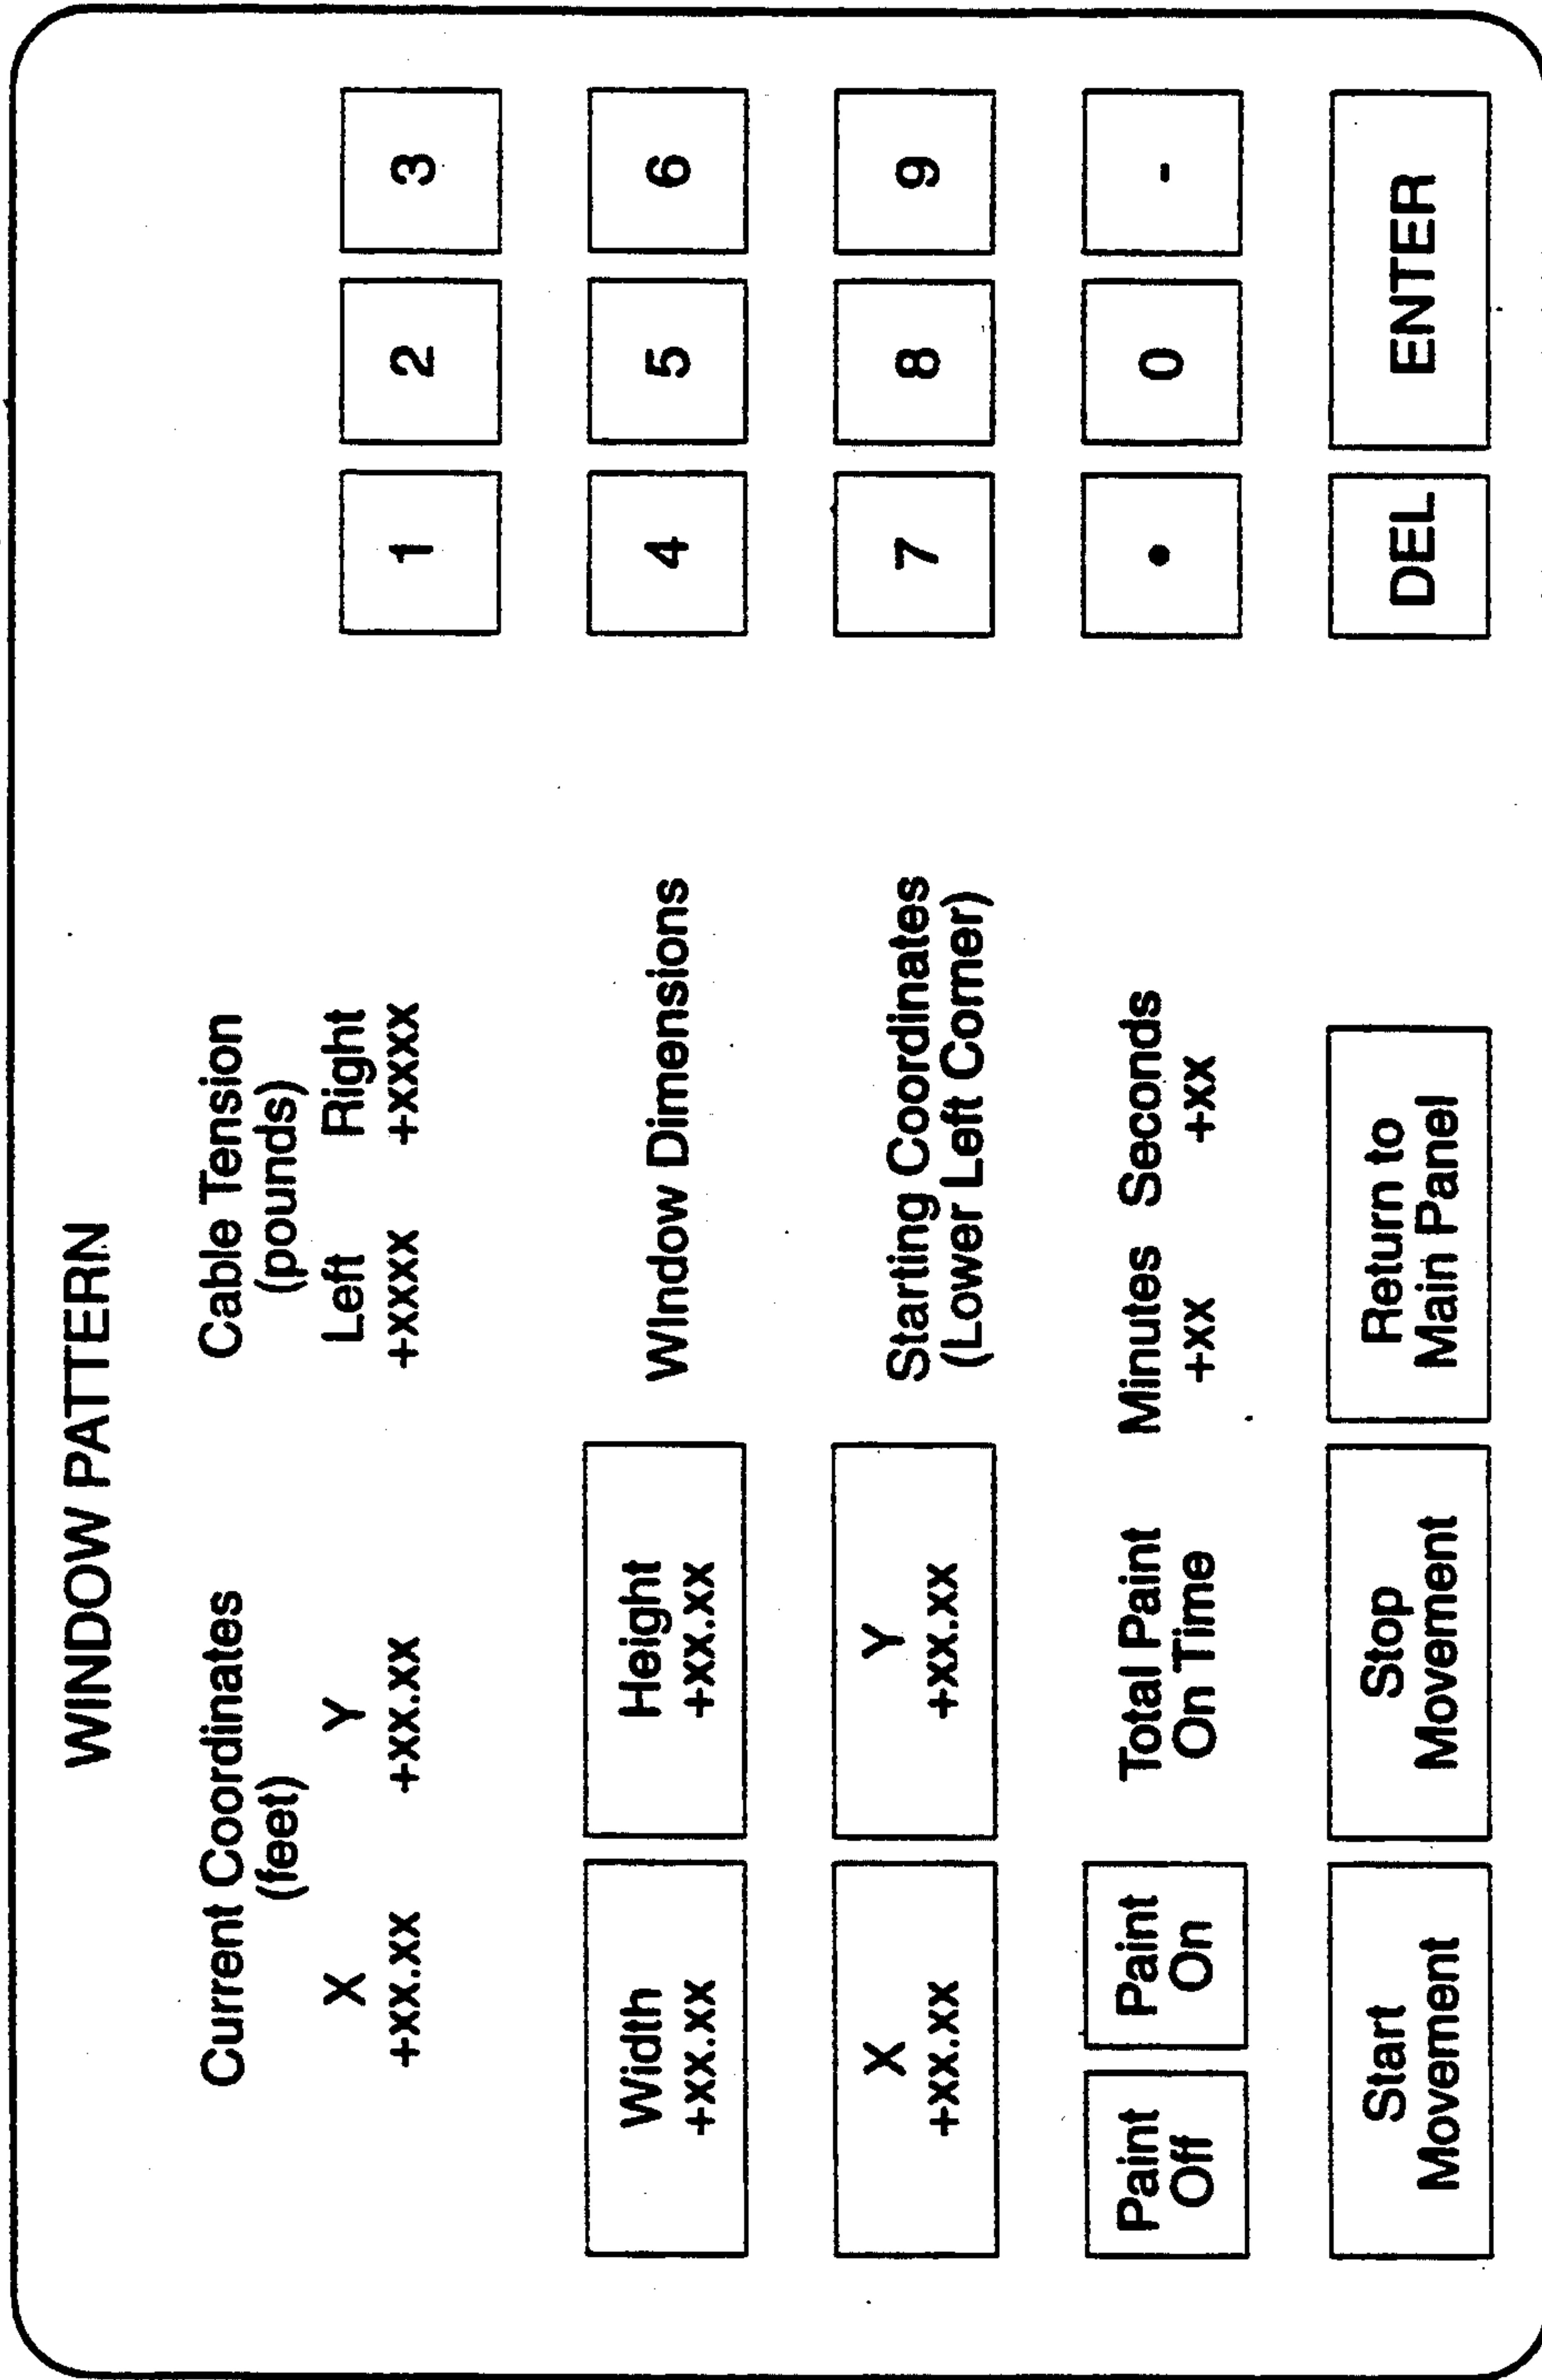 WINDOW PATTERN
Current Coordinates
(feet)
X Y
+xx.xx +xx.xx
Cable Tension
(pounds)
Left Right
+xxxx +xxxx
1 2 3
Width
+xx.xx
Height
+xx.xx
Window Dimensions
4 5 6
X
+xx.xx
Y
+xx.xx
Starting Coordinates
(Lower Left Corner)
7 8 9
Paint
Off
Paint
On
Total Paint
On Time
Minutes Seconds
+xx +xx
• 0 -
Start
Movement
Stop
Movement
Return to
Main Panel
DEL ENTER